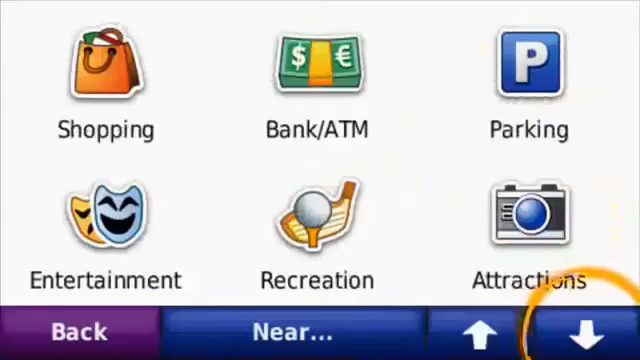 $ €
P
Shopping
Bank/ATM
Parking
Entertainment
Recreation
Attractions
Back
Near...